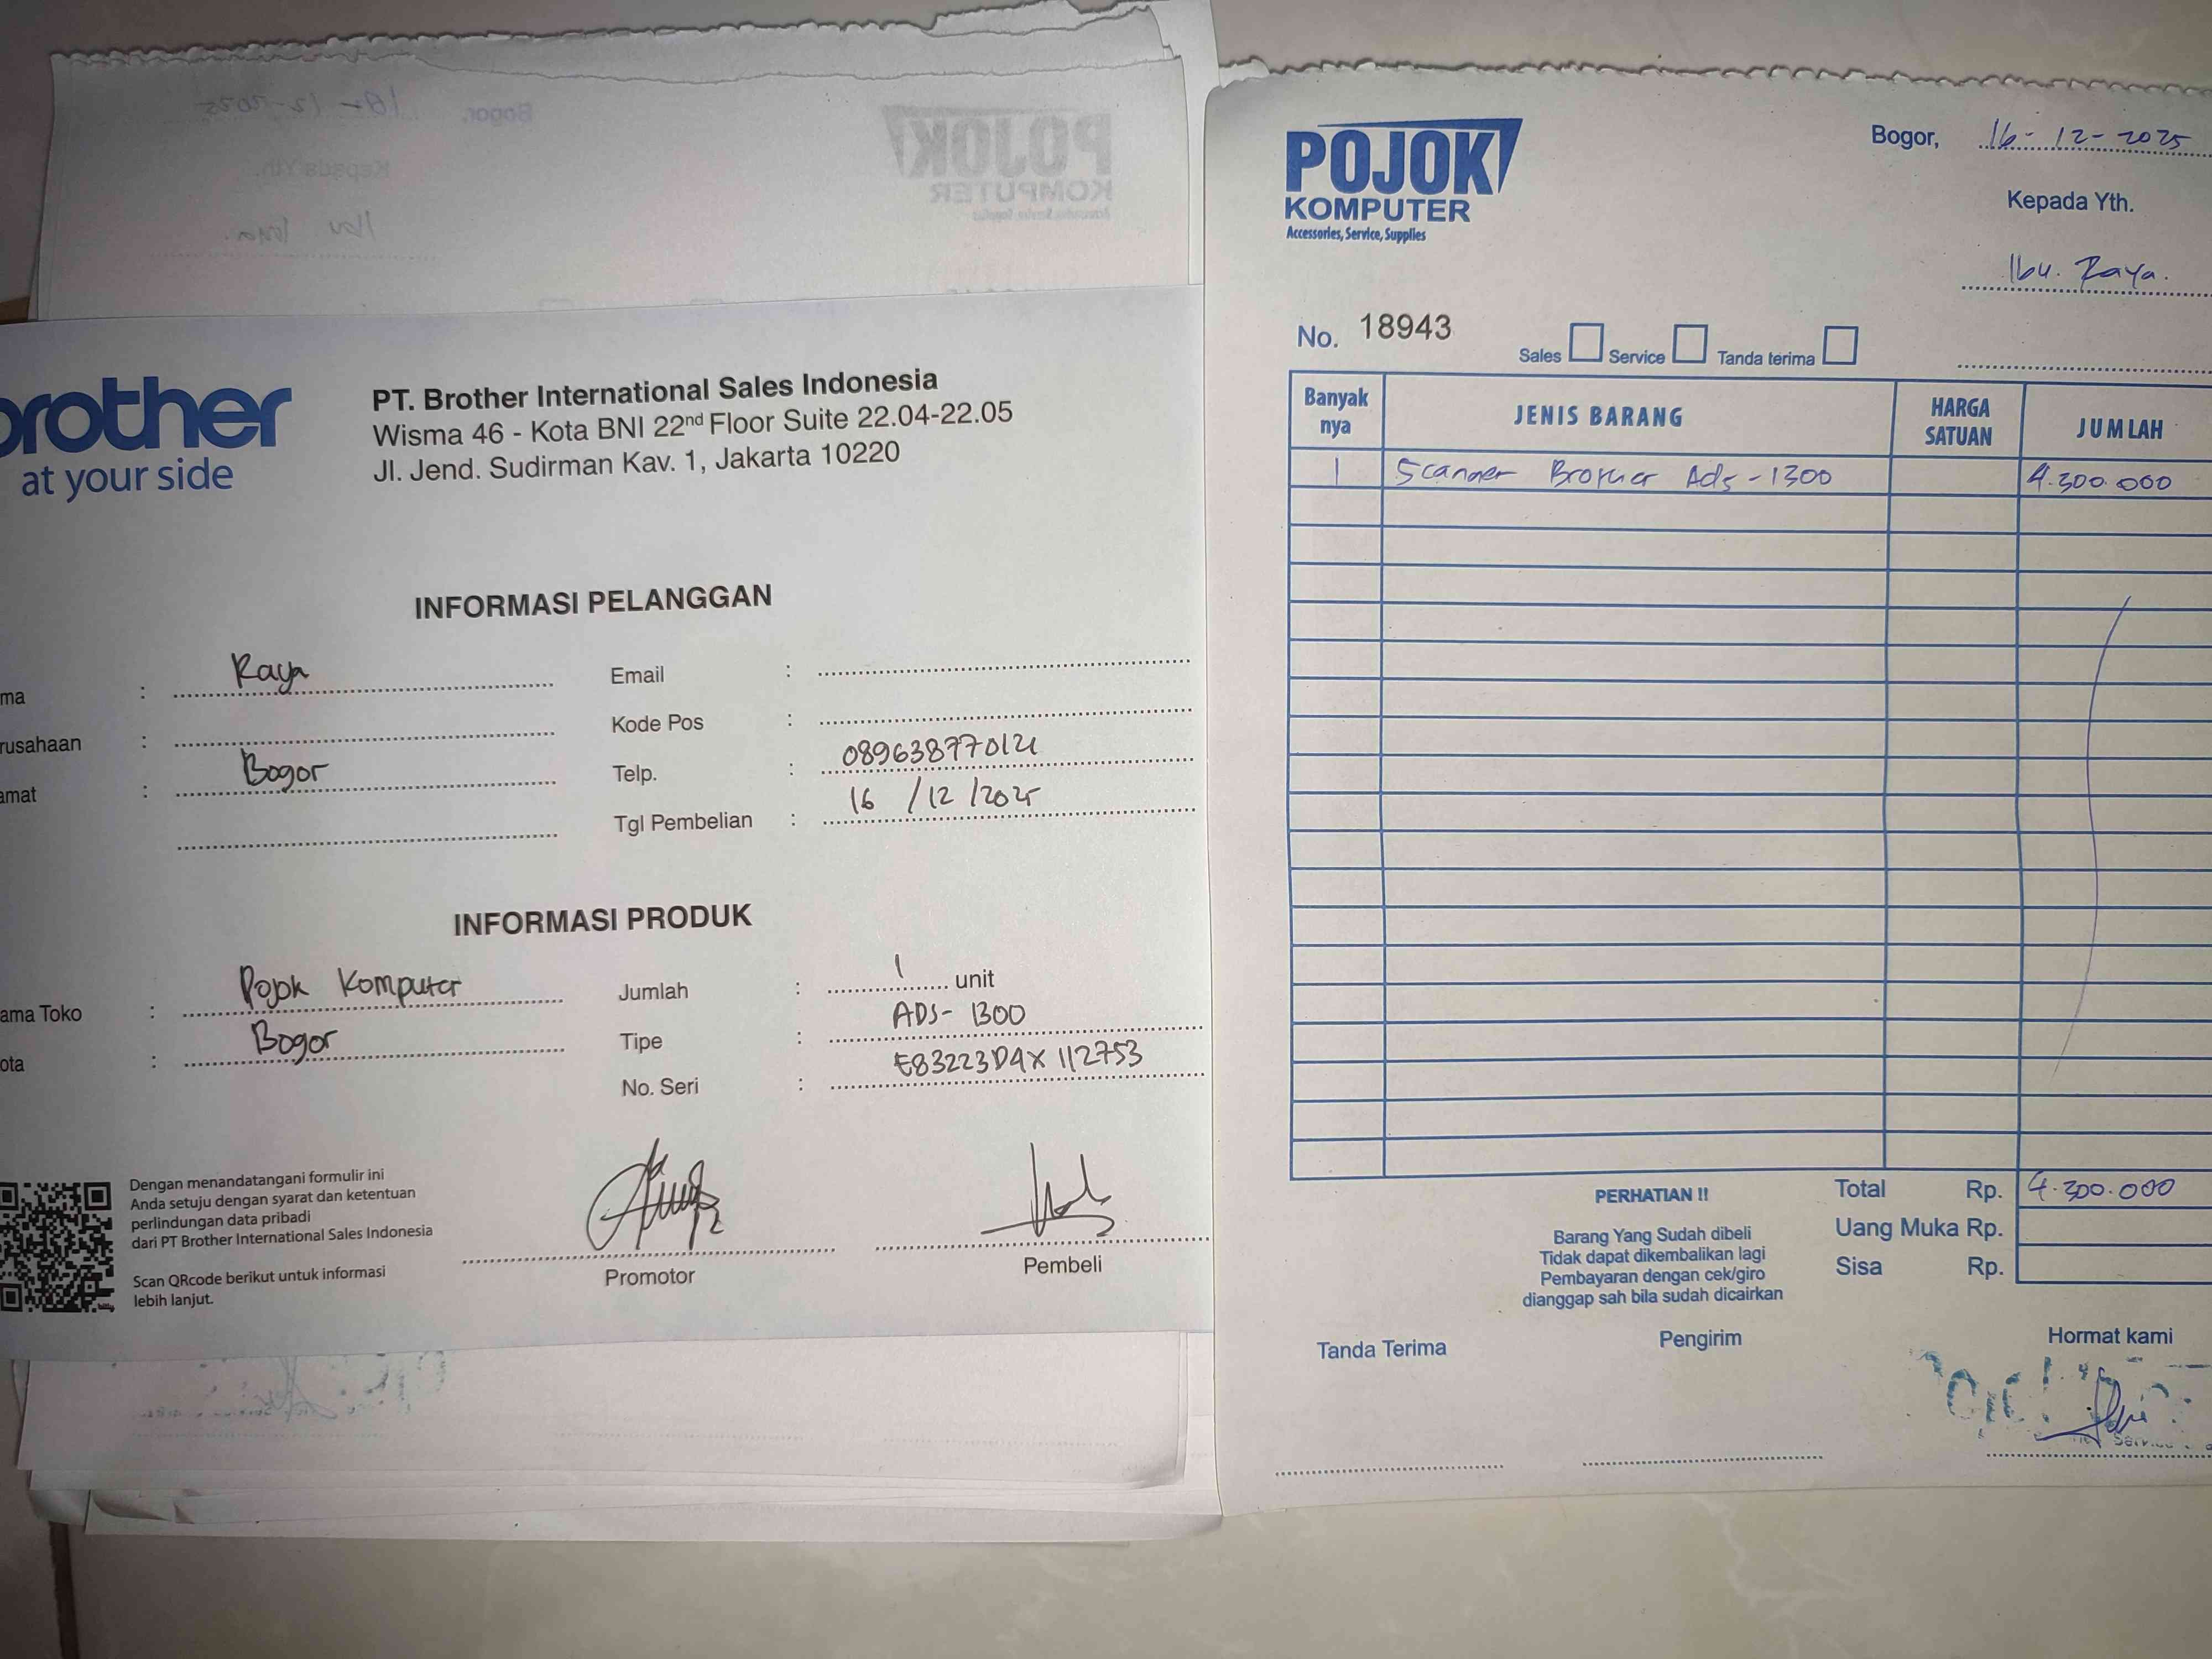 brother
at your side
PT. Brother International Sales Indonesia
Wisma 46 - Kota BNI 22nd Floor Suite 22.04-22.05
Jl. Jend. Sudirman Kav. 1, Jakarta 10220
INFORMASI PELANGGAN
ma : Raya
rusahaan :
amat : Bogor
Email :
Kode Pos :
Telp. : 089638770121
Tgl Pembelian : 16 / 12 / 2025
INFORMASI PRODUK
ama Toko : Pojok Komputer
ota : Bogor
Jumlah : 1 unit
Tipe : ADS- 1300
No. Seri : E83223D4X112753
Dengan menandatangani formulir ini
Anda setuju dengan syarat dan ketentuan
perlindungan data pribadi
dari PT Brother International Sales Indonesia
Scan QRcode berikut untuk informasi
lebih lanjut.
Promotor
Pembeli
POJOK
KOMPUTER
Accessories, Service, Supplies
Bogor, 16- 12- 2025
Kepada Yth.
Ibu. Raya.
No. 18943
Sales Service Tanda terima
Banyak nya JENIS BARANG HARGA SATUAN JUMLAH
1 Scanner Brother Ads-1300 4.300.000
Total Rp. 4.300.000
Uang Muka Rp.
Sisa Rp.
PERHATIAN !!
Barang Yang Sudah dibeli
Tidak dapat dikembalikan lagi
Pembayaran dengan cek/giro
dianggap sah bila sudah dicairkan
Tanda Terima
Pengirim
Hormat kami